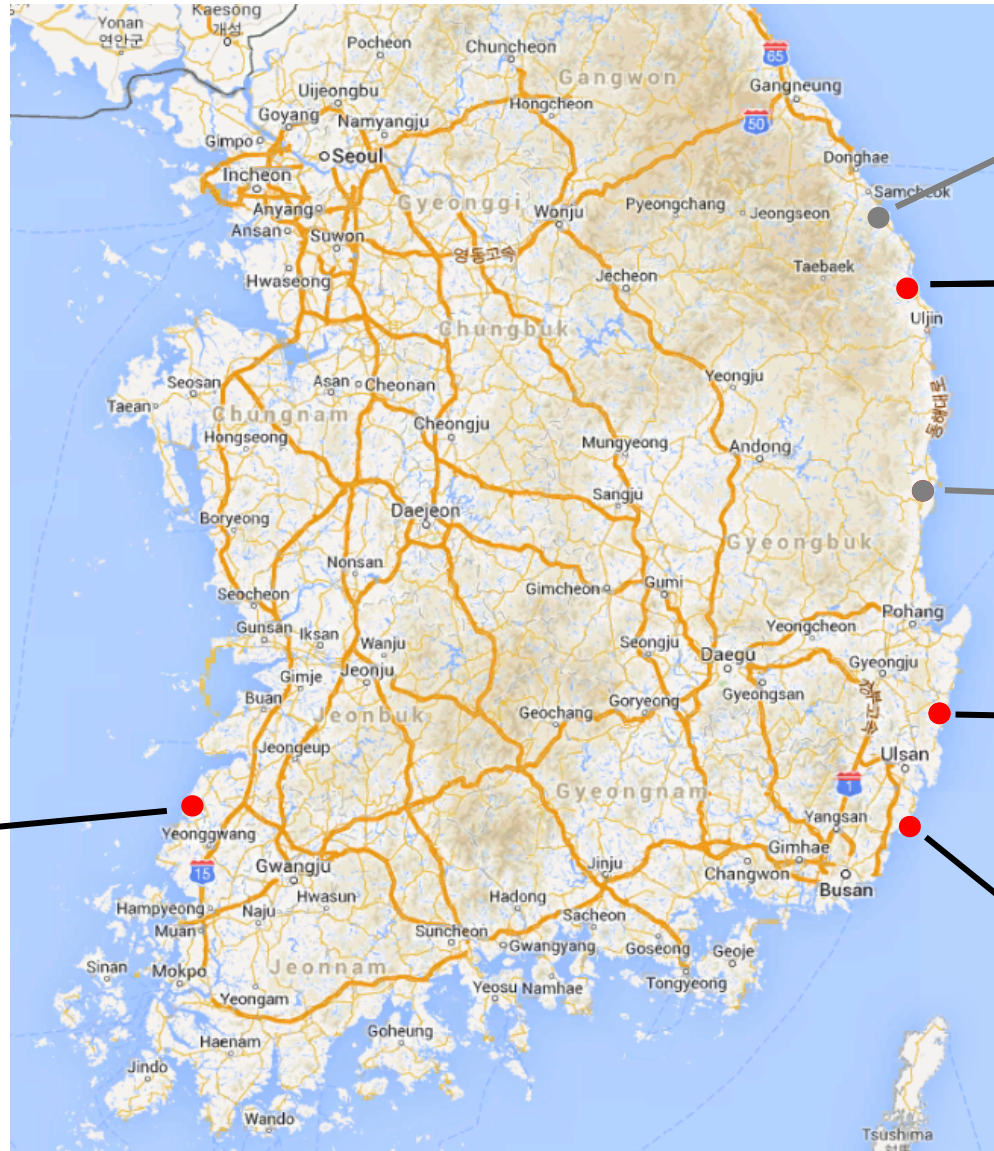 Kaesong
개성
Yonan
연안군
Pocheon
Chuncheon
65
Gangwon
Gangneung
Uijeongbu
Hongcheon
Goyang
Namyangju
50
Gimpo
Seoul
Donghae
Incheon
Samcheok
Gyeonggi
Anyang
Wonju
Pyeongchang
Jeongseon
Ansan
Suwon
영동고속
Hwaseong
Jecheon
Taebaek
Chungbuk
Uljin
Seosan
Asan
Cheonan
Yeongju
Taean
Chungnam
Cheongju
Hongseong
Mungyeong
Andong
Sangju
Boryeong
Daejeon
Gyeongbuk
Nonsan
Gimcheon
Gumi
Seocheon
Pohang
Gunsan
Iksan
Yeongcheon
Wanju
Seongju
Daegu
Gyeongju
Gimje
Jeonju
Gyeongsan
Buan
Goryeong
경부고속
Jeonbuk
Geochang
Jeongeup
Ulsan
1
Gyeongnam
Yeonggwang
Yangsan
Gimhae
15
Gwangju
Jinju
Changwon
Busan
Hwasun
Hadong
Hampyeong
Naju
Sacheon
Muan
Suncheon
Gwangyang
Goseong
Geoje
Sinan
Mokpo
Jeonnam
Yeosu
Namhae
Tongyeong
Yeongam
Goheung
Haenam
Jindo
Wando
Tsushima